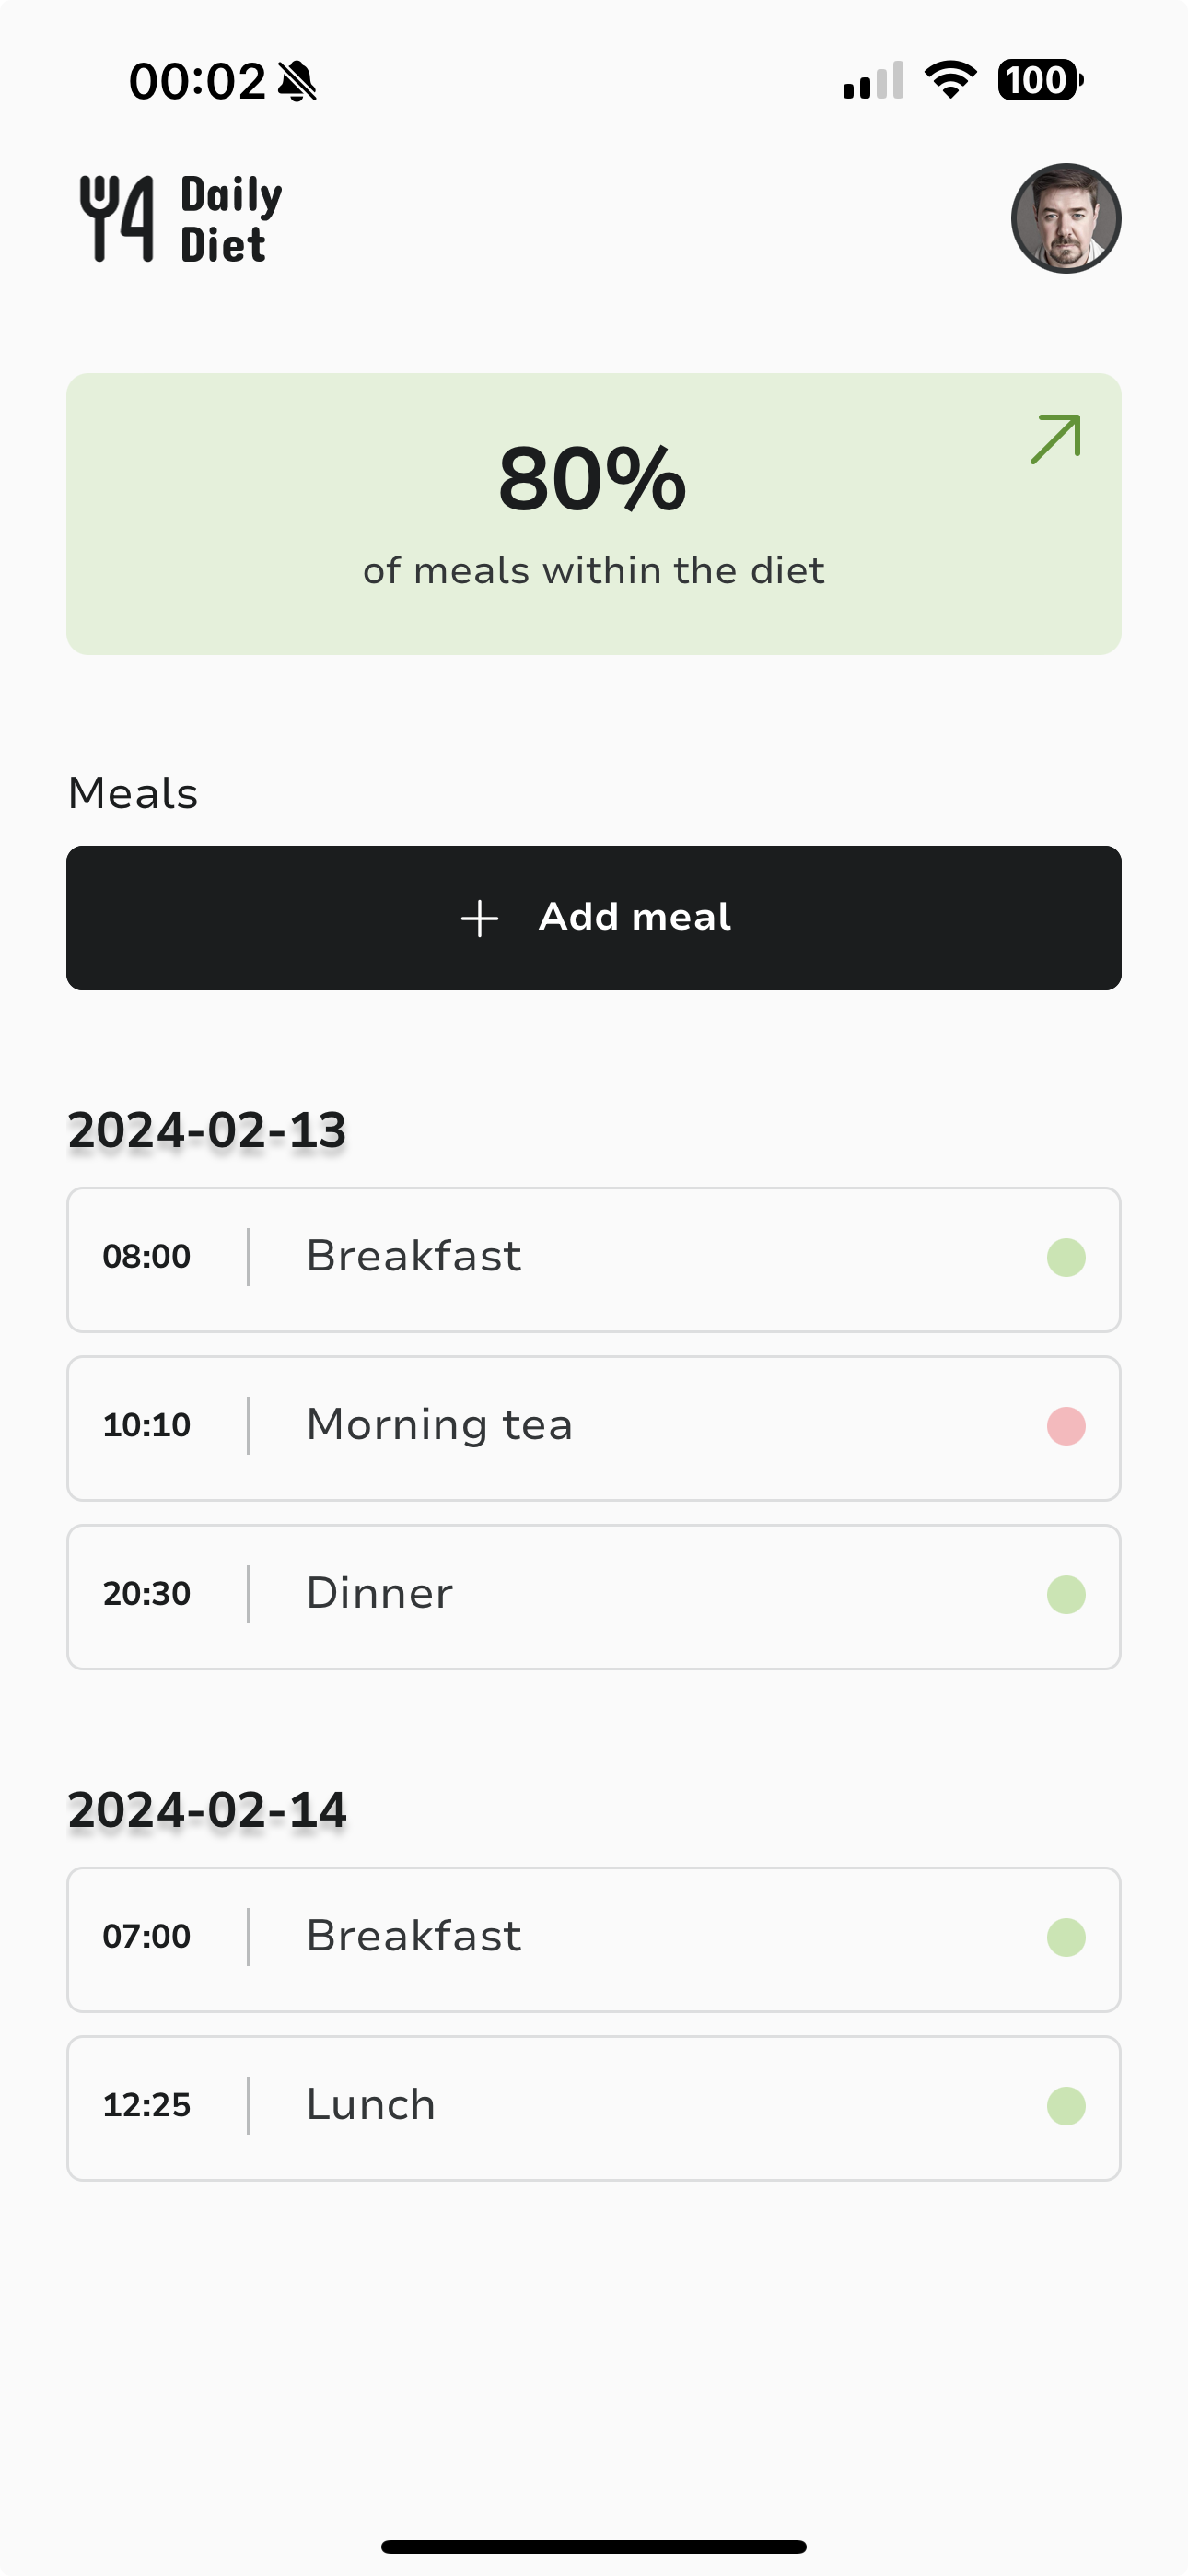 00:02
100
Daily
Diet
80%
of meals within the diet
Meals
Add meal
2024-02-13
08:00 Breakfast
10:10 Morning tea
20:30 Dinner
2024-02-14
07:00 Breakfast
12:25 Lunch